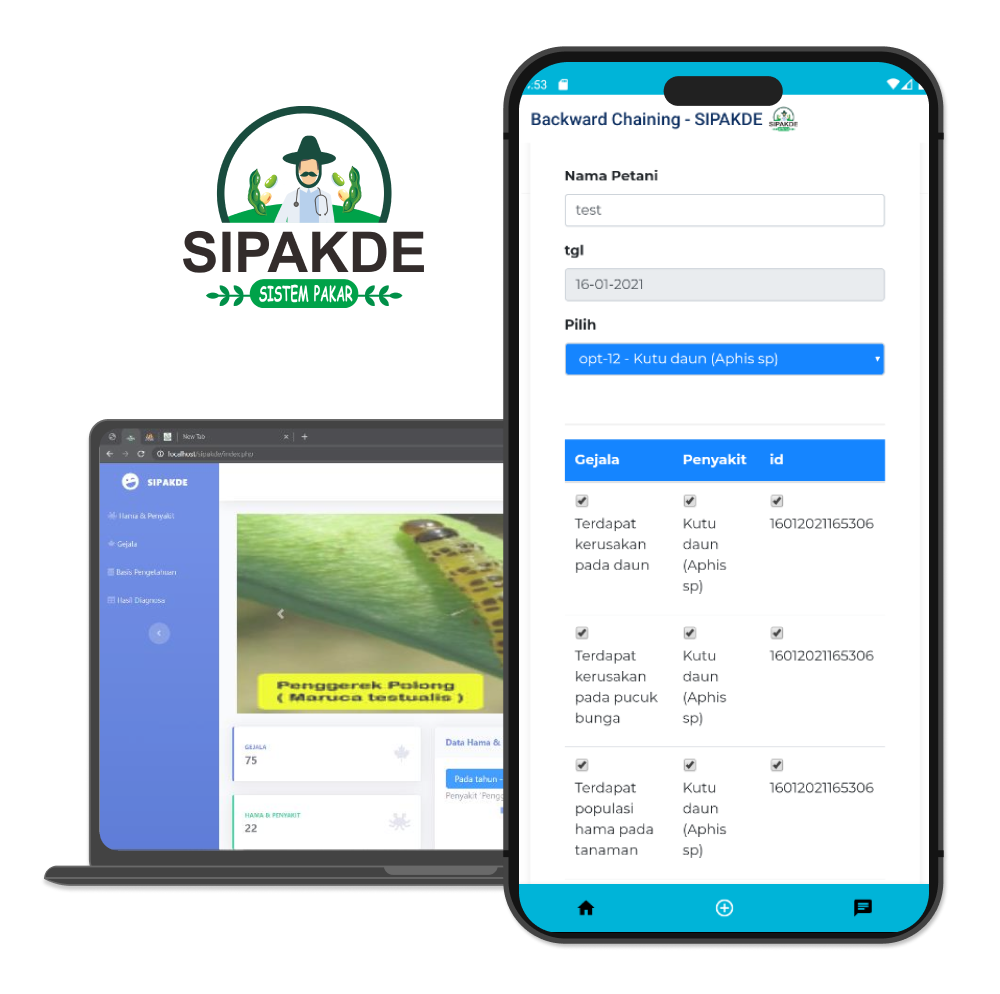 SIPAKDE
SISTEM PAKAR
New Tab
localhost/sipakde/index.php
SIPAKDE
Hama & Penyakit
Gejala
Basis Pengetahuan
Hasil Diagnosa
Penggerek Polong
( Maruca testualis )
GEJALA
75
HAMA & PENYAKIT
22
Data Hama &
Pada tahun -
Penyakit 'Pengg
:53
Backward Chaining - SIPAKDE
SIPAKDE
Nama Petani
test
tgl
16-01-2021
Pilih
opt-12 - Kutu daun (Aphis sp)
Gejala Penyakit id
Terdapat kerusakan pada daun
Kutu daun (Aphis sp)
16012021165306
Terdapat kerusakan pada pucuk bunga
Kutu daun (Aphis sp)
16012021165306
Terdapat populasi hama pada tanaman
Kutu daun (Aphis sp)
16012021165306